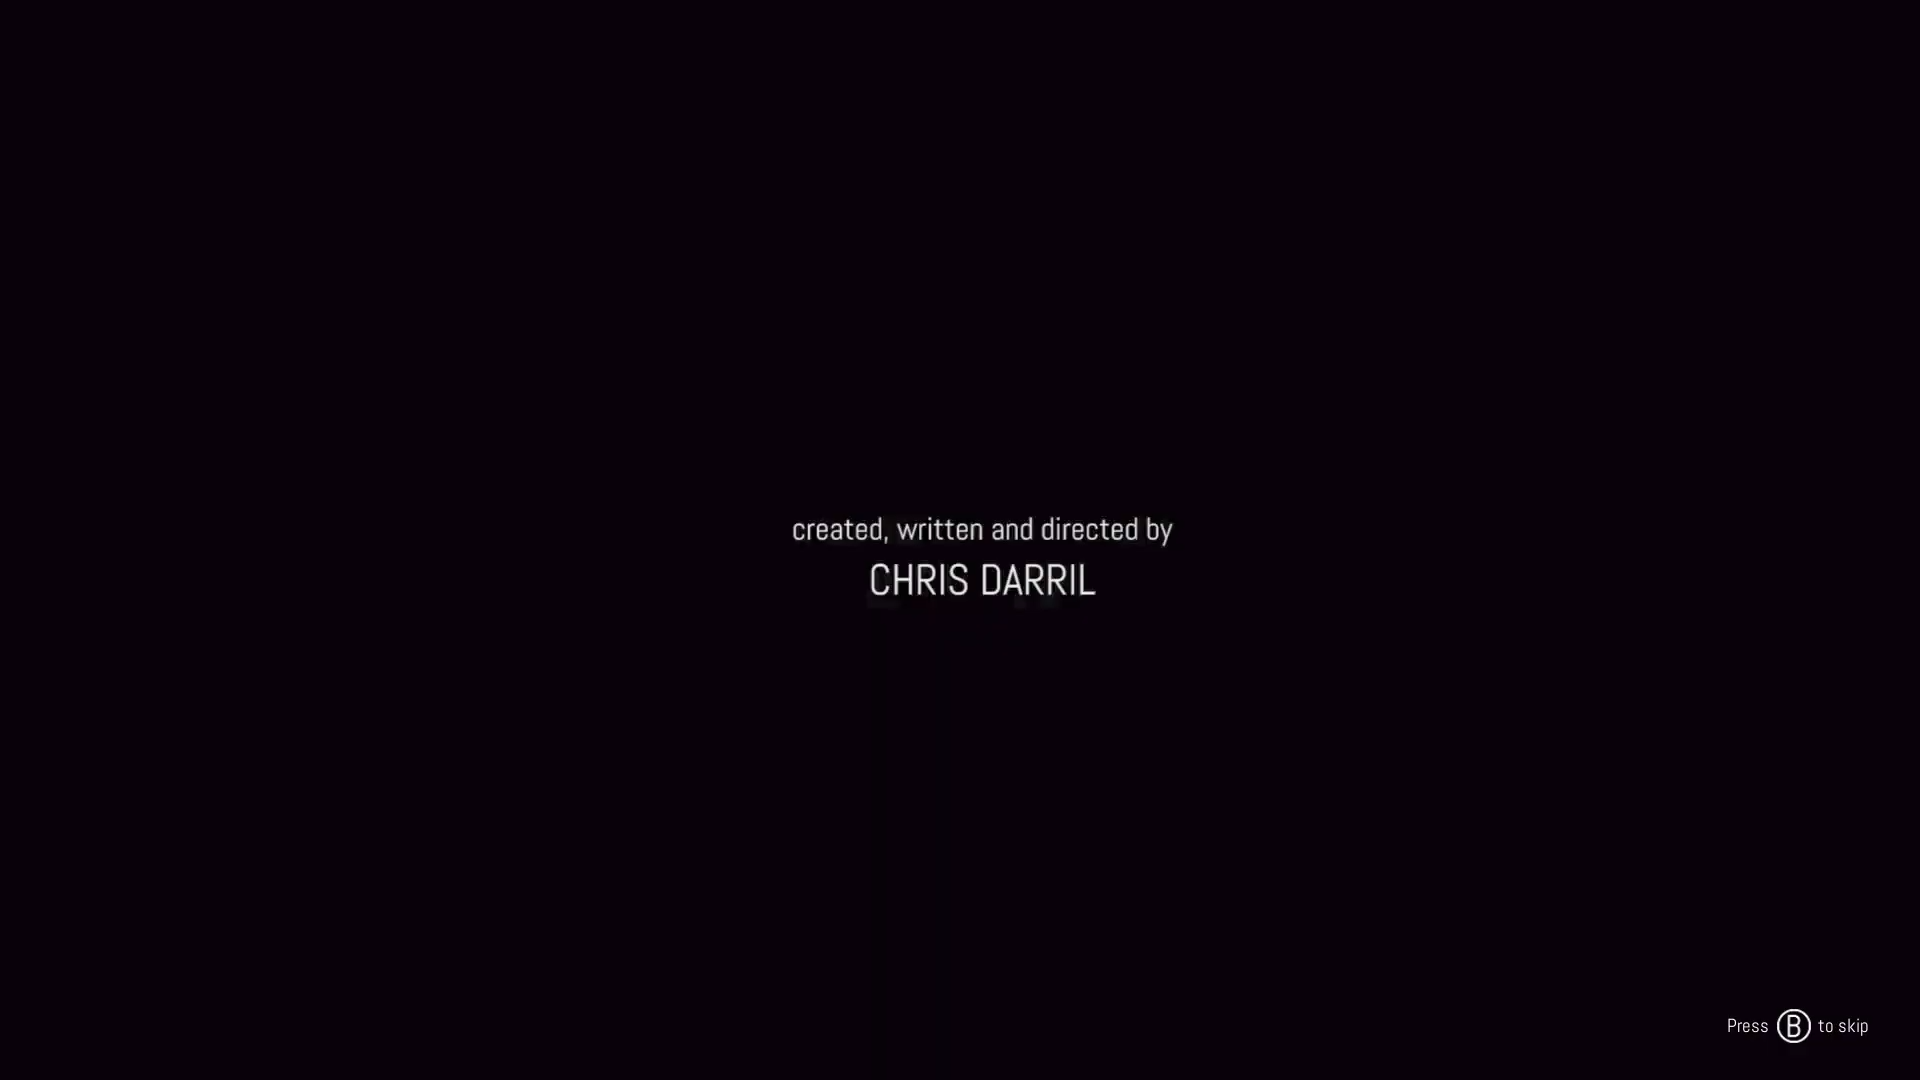 created, written and directed by
CHRIS DARRIL
Press B to skip